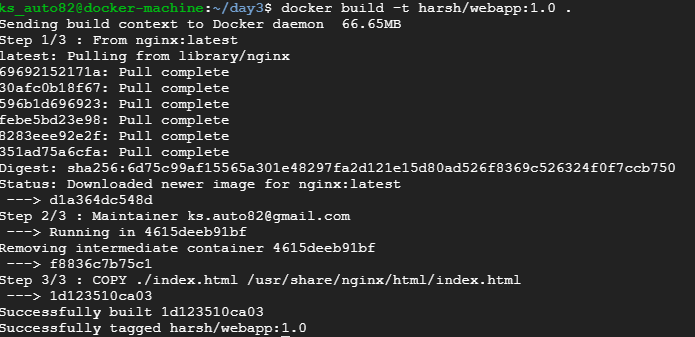 ks_auto82@docker-machine:~/day3$ docker build -t harsh/webapp:1.0 .
Sending build context to Docker daemon  66.65MB
Step 1/3 : From nginx:latest
latest: Pulling from library/nginx
69692152171a: Pull complete
30afc0b18f67: Pull complete
596b1d696923: Pull complete
febe5bd23e98: Pull complete
8283eee92e2f: Pull complete
351ad75a6cfa: Pull complete
Digest: sha256:6d75c99af15565a301e48297fa2d121e15d80ad526f8369c526324f0f7ccb750
Status: Downloaded newer image for nginx:latest
 ---> d1a364dc548d
Step 2/3 : Maintainer ks.auto82@gmail.com
 ---> Running in 4615deeb91bf
Removing intermediate container 4615deeb91bf
 ---> f8836c7b75c1
Step 3/3 : COPY ./index.html /usr/share/nginx/html/index.html
 ---> 1d123510ca03
Successfully built 1d123510ca03
Successfully tagged harsh/webapp:1.0